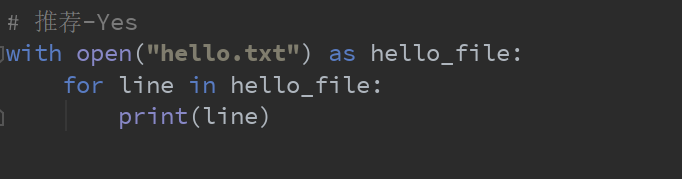 # 推荐-Yes
with open("hello.txt") as hello_file:
    for line in hello_file:
        print(line)